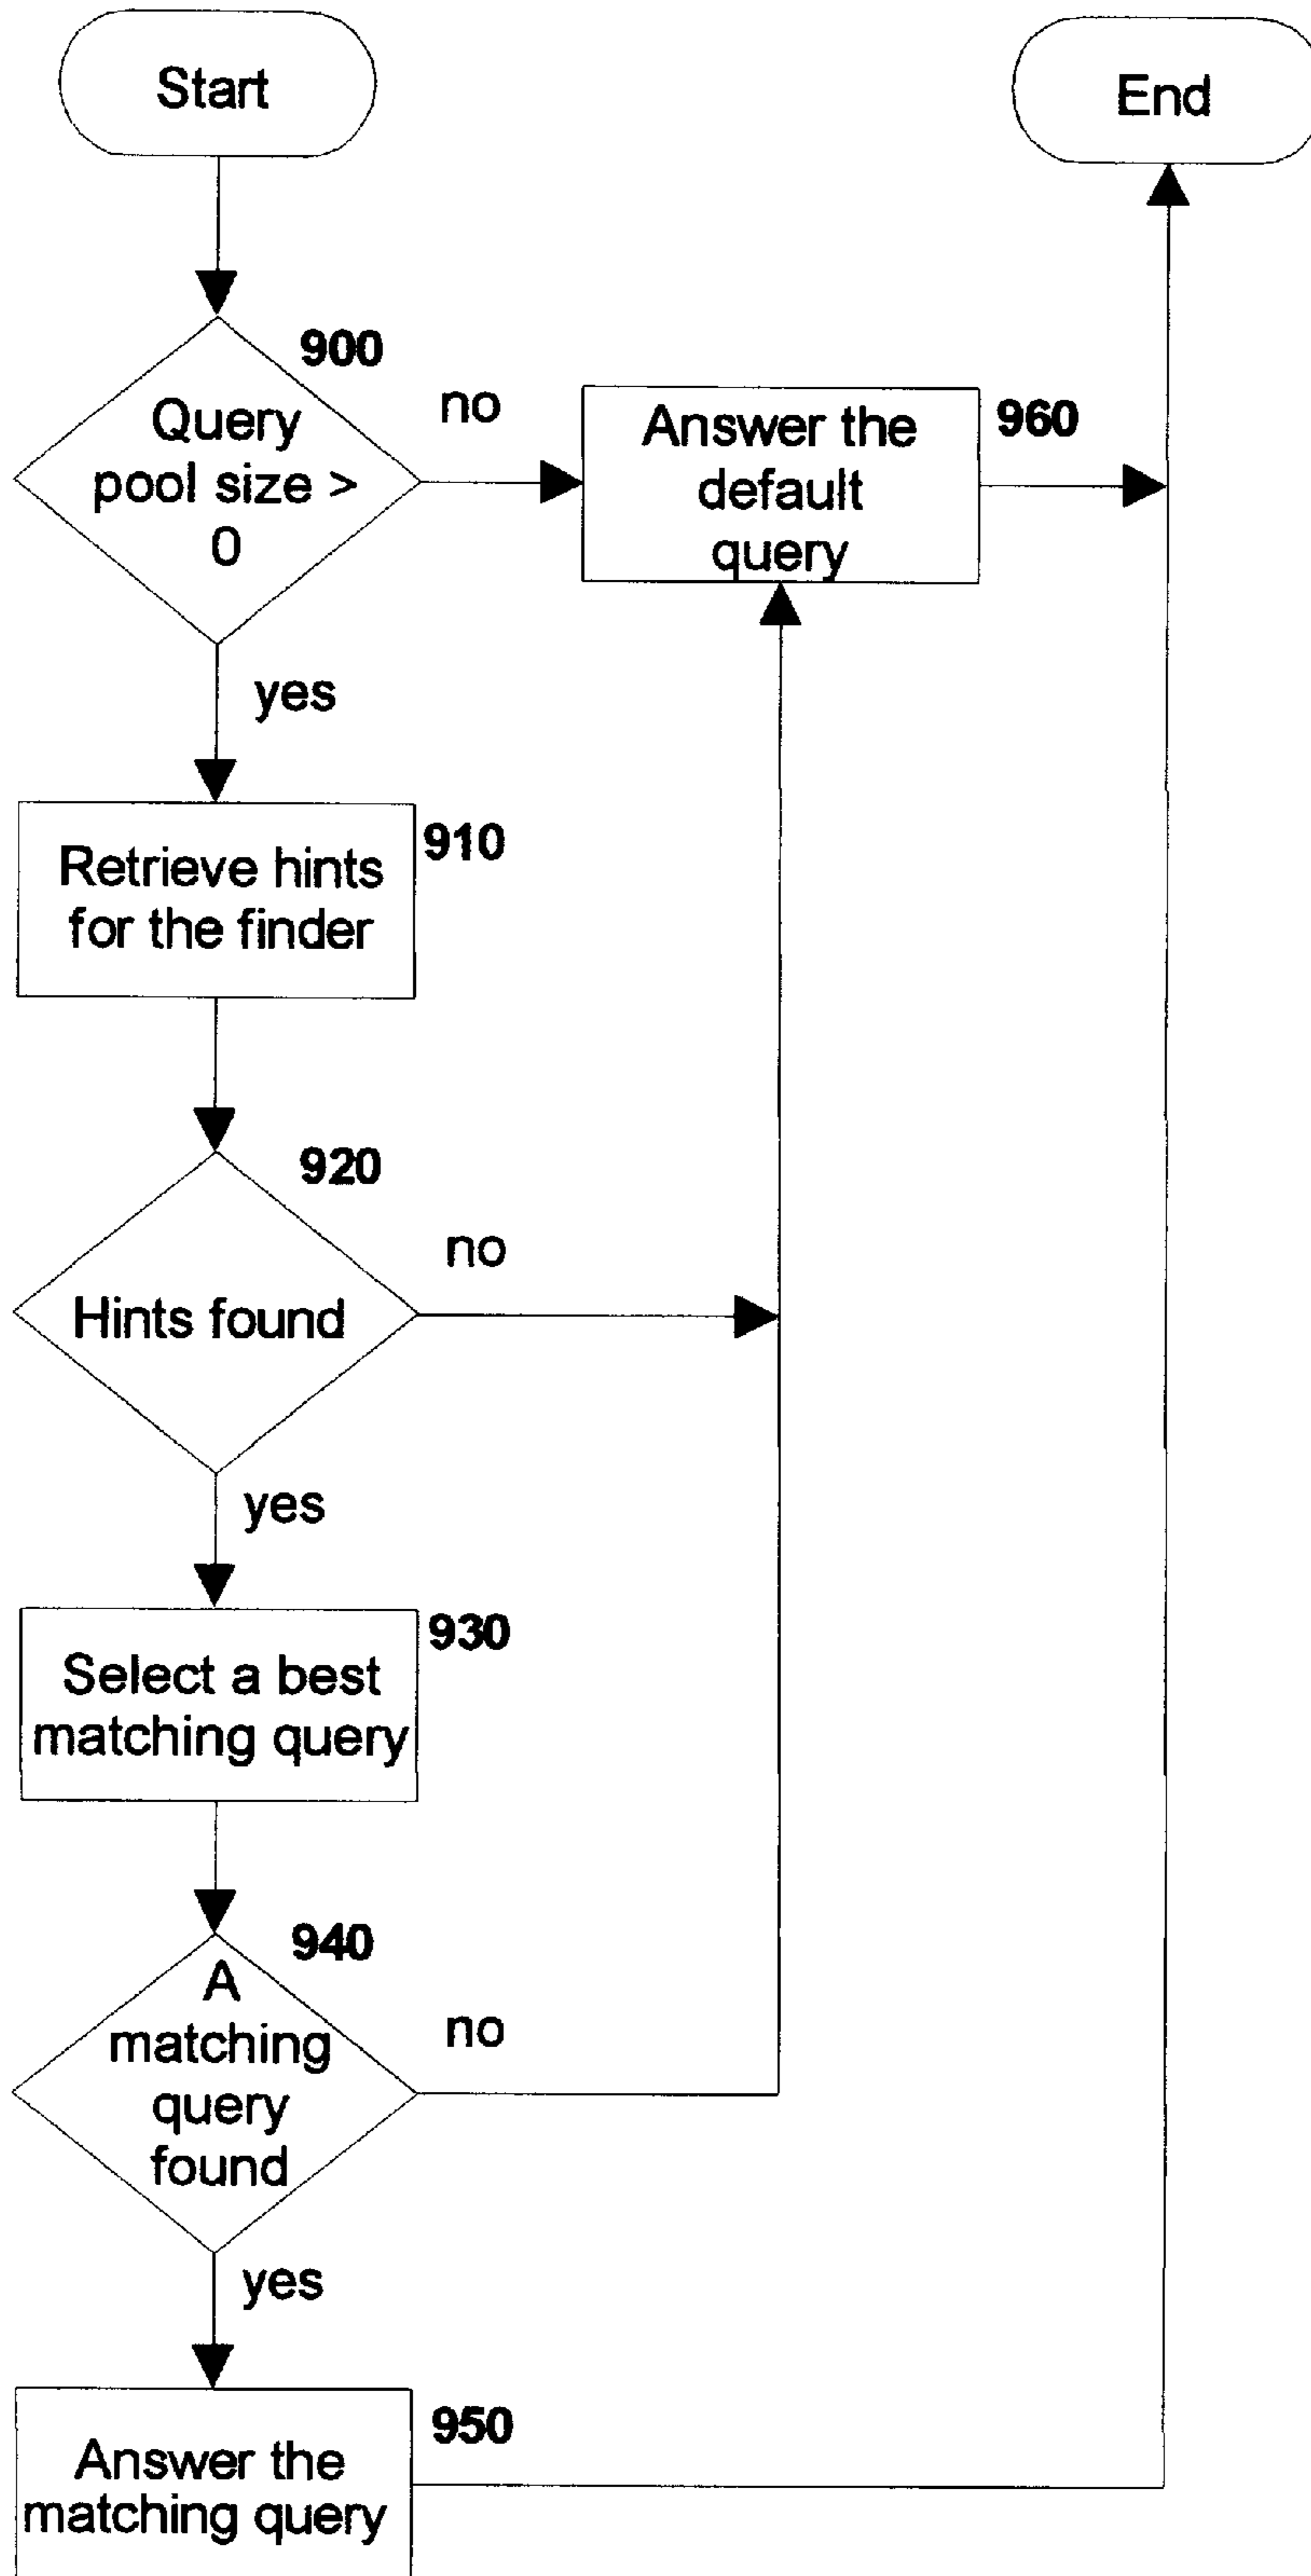 Start
End
900
Query
pool size >
0
no
Answer the
default
query
960
yes
910
Retrieve hints
for the finder
920
Hints found
no
yes
930
Select a best
matching query
940
A
matching
query
found
no
yes
950
Answer the
matching query